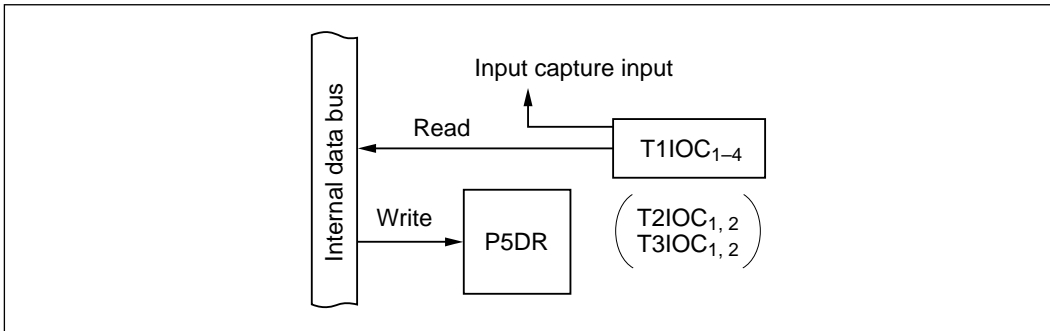 Input capture input
Internal data bus
Read
T1IOC1–4
Write
P5DR
T2IOC1, 2
T3IOC1, 2